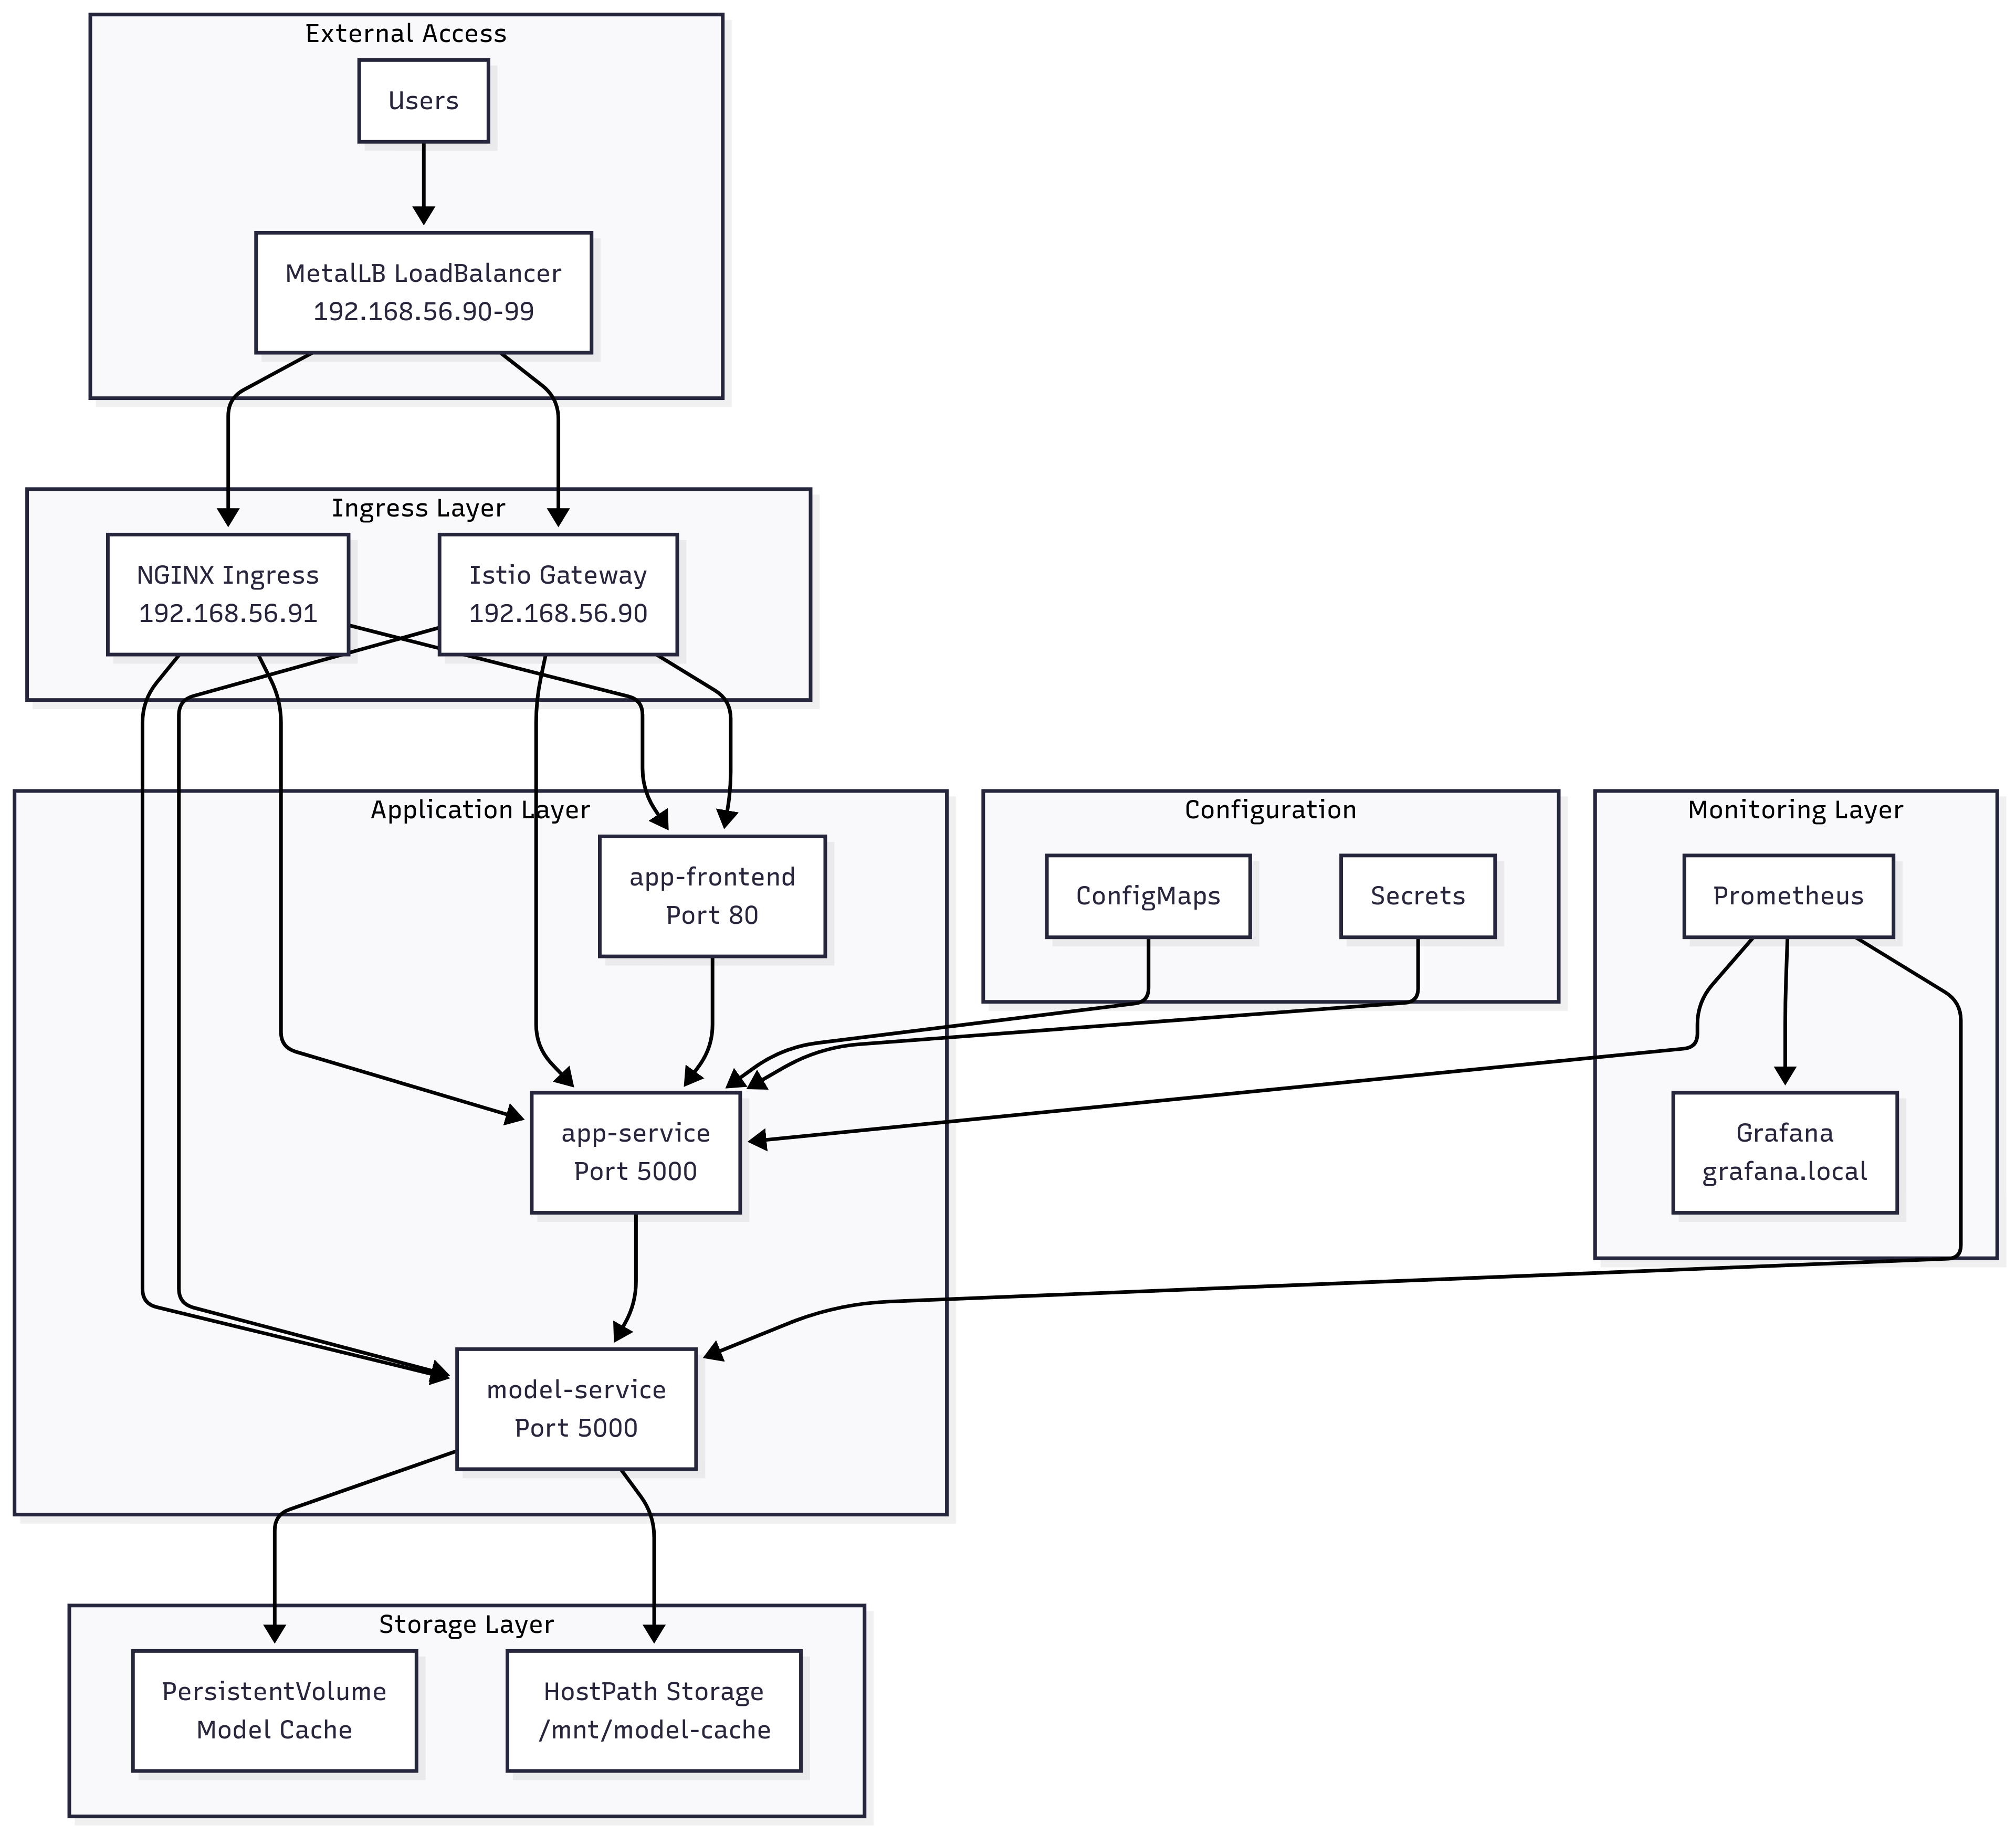 External Access
Users
MetalLB LoadBalancer
192.168.56.90-99
Ingress Layer
NGINX Ingress
192.168.56.91
Istio Gateway
192.168.56.90
Application Layer
app-frontend
Port 80
Configuration
ConfigMaps
Secrets
Monitoring Layer
Prometheus
app-service
Port 5000
Grafana
grafana.local
model-service
Port 5000
Storage Layer
PersistentVolume
Model Cache
HostPath Storage
/mnt/model-cache